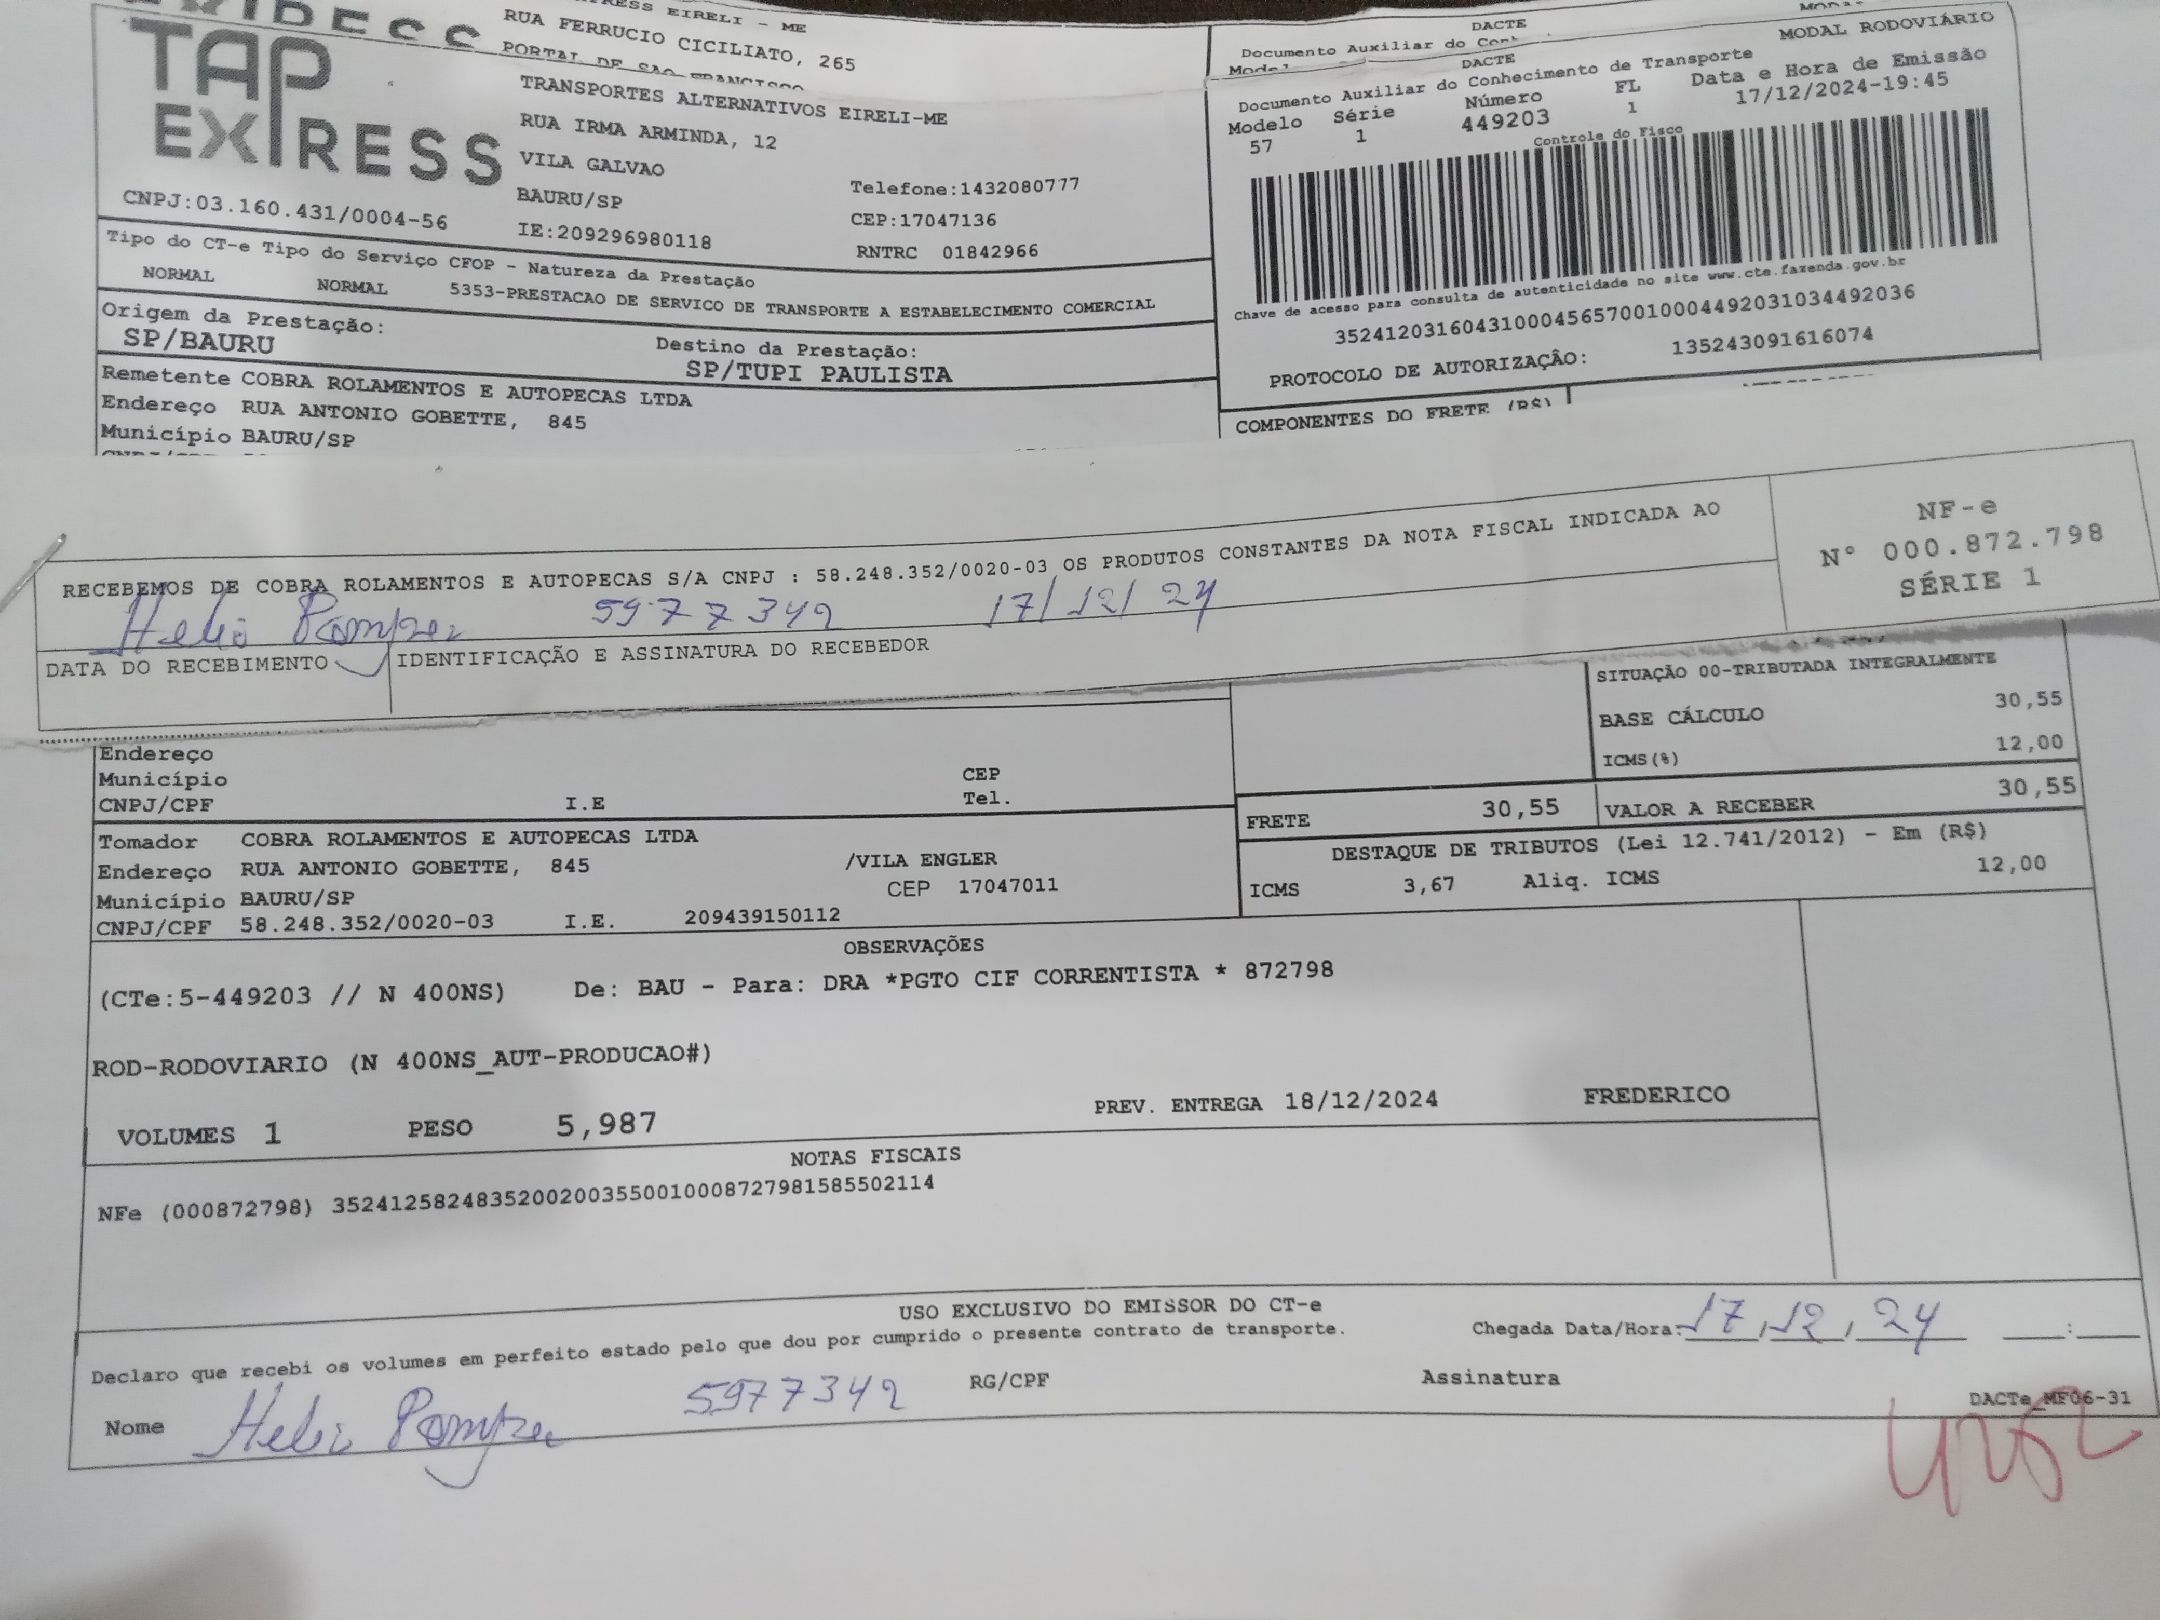 RESS EIRELI - ME
RUA FERRUCIO CICILIATO, 265
PORTAL DE SAO FRANCISCO
DACTE
Documento Auxiliar do
TAP
EXPRESS
TRANSPORTES ALTERNATIVOS EIRELI-ME
RUA IRMA ARMINDA, 12
VILA GALVAO
BAURU/SP
IE:209296980118
Telefone:1432080777
CEP:17047136
RNTRC 01842966
CNPJ:03.160.431/0004-56
DACTE
MODAL RODOVIÁRIO
Documento Auxiliar do Conhecimento de Transporte
Modelo Série Número FL Data e Hora de Emissão
57 1 449203 1 17/12/2024-19:45
Controle do Fisco
Chave de acesso para consulta de autenticidade no site www.cte.fazenda.gov.br
35241203160431000456570010004492031034492036
PROTOCOLO DE AUTORIZAÇÂO: 135243091616074
Tipo do CT-e Tipo do Serviço CFOP - Natureza da Prestação
NORMAL NORMAL 5353-PRESTACAO DE SERVICO DE TRANSPORTE A ESTABELECIMENTO COMERCIAL
Origem da Prestação:
SP/BAURU
Destino da Prestação:
SP/TUPI PAULISTA
Remetente COBRA ROLAMENTOS E AUTOPECAS LTDA
Endereço RUA ANTONIO GOBETTE, 845
Município BAURU/SP
COMPONENTES DO FRETE (R$)
RECEBEMOS DE COBRA ROLAMENTOS E AUTOPECAS S/A CNPJ : 58.248.352/0020-03 OS PRODUTOS CONSTANTES DA NOTA FISCAL INDICADA AO
NF-e
N° 000.872.798
SÉRIE 1
5977342 17/12/24
DATA DO RECEBIMENTO
IDENTIFICAÇÃO E ASSINATURA DO RECEBEDOR
SITUAÇÃO 00-TRIBUTADA INTEGRALMENTE
BASE CÁLCULO 30,55
ICMS(%) 12,00
Endereço
Município CEP
CNPJ/CPF I.E Tel.
FRETE 30,55 VALOR A RECEBER 30,55
Tomador COBRA ROLAMENTOS E AUTOPECAS LTDA
Endereço RUA ANTONIO GOBETTE, 845 /VILA ENGLER
Município BAURU/SP CEP 17047011
CNPJ/CPF 58.248.352/0020-03 I.E. 209439150112
DESTAQUE DE TRIBUTOS (Lei 12.741/2012) - Em (R$)
ICMS 3,67 Aliq. ICMS 12,00
OBSERVAÇÕES
(CTe:5-449203 // N 400NS) De: BAU - Para: DRA *PGTO CIF CORRENTISTA * 872798
ROD-RODOVIARIO (N 400NS_AUT-PRODUCAO#)
VOLUMES 1 PESO 5,987 PREV. ENTREGA 18/12/2024 FREDERICO
NOTAS FISCAIS
NFe (000872798) 35241258248352002003550010008727981585502114
USO EXCLUSIVO DO EMISSOR DO CT-e
Declaro que recebi os volumes em perfeito estado pelo que dou por cumprido o presente contrato de transporte.
Chegada Data/Hora: 17,12,24 __:__
Nome 5977342 RG/CPF Assinatura
DACTe_MF06-31